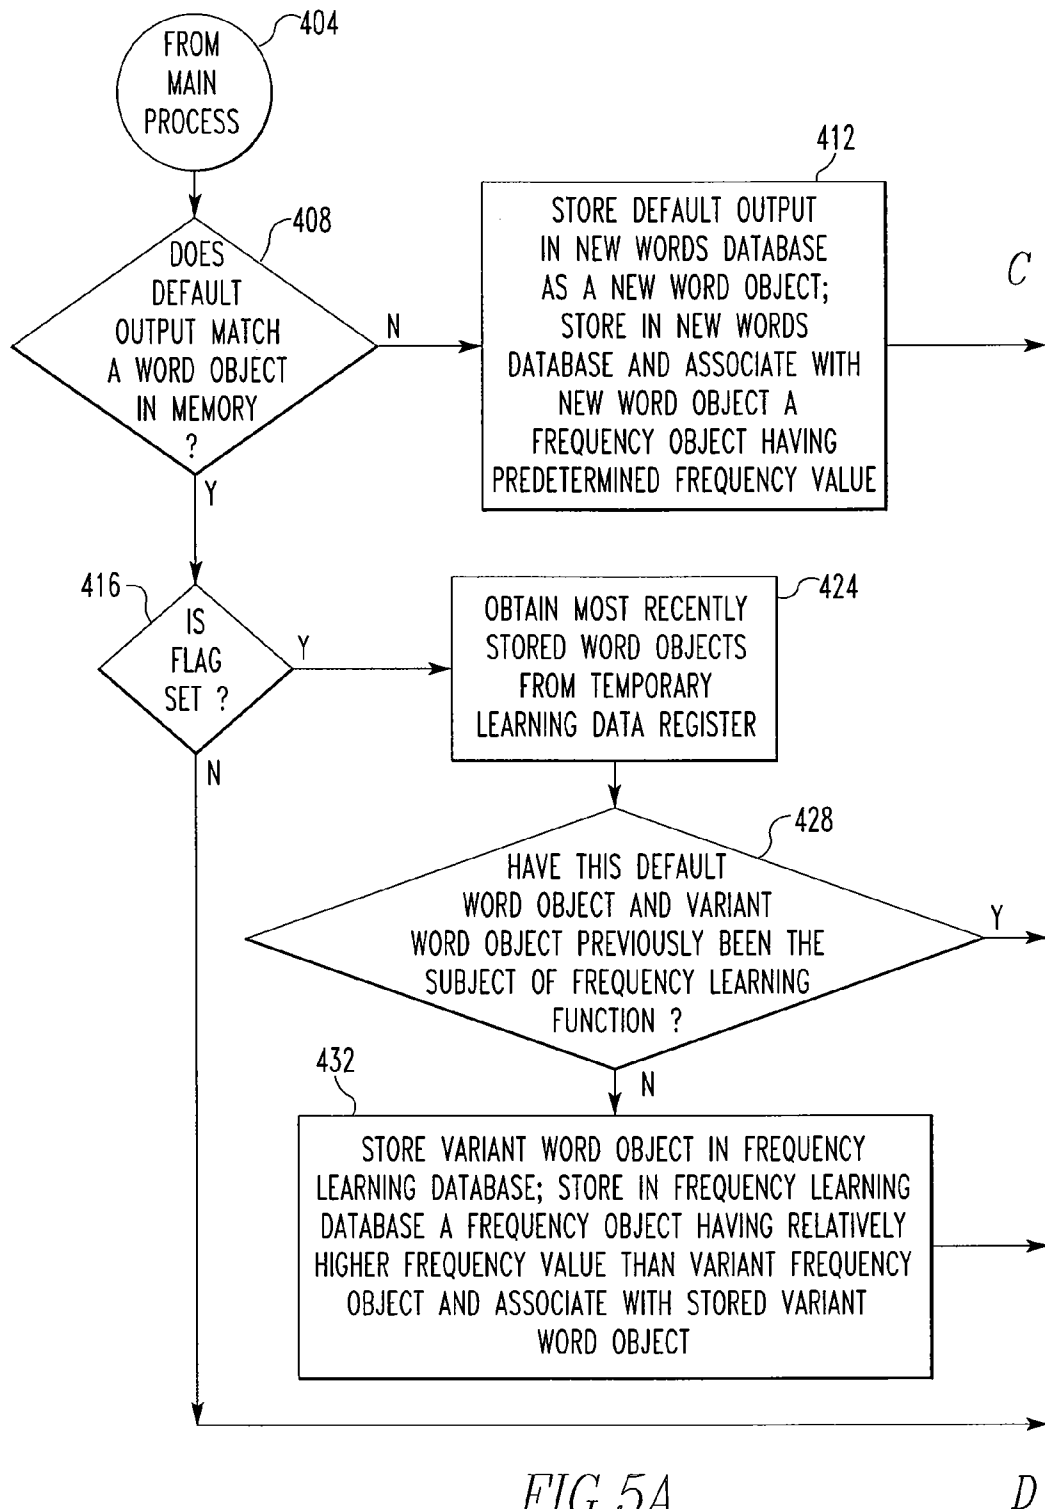 404
FROM
MAIN
PROCESS
408
DOES
DEFAULT
OUTPUT MATCH
A WORD OBJECT
IN MEMORY
?
N
Y
412
STORE DEFAULT OUTPUT
IN NEW WORDS DATABASE
AS A NEW WORD OBJECT;
STORE IN NEW WORDS
DATABASE AND ASSOCIATE WITH
NEW WORD OBJECT A
FREQUENCY OBJECT HAVING
PREDETERMINED FREQUENCY VALUE
C
416
IS
FLAG
SET ?
Y
N
424
OBTAIN MOST RECENTLY
STORED WORD OBJECTS
FROM TEMPORARY
LEARNING DATA REGISTER
428
HAVE THIS DEFAULT
WORD OBJECT AND VARIANT
WORD OBJECT PREVIOUSLY BEEN THE
SUBJECT OF FREQUENCY LEARNING
FUNCTION ?
Y
N
432
STORE VARIANT WORD OBJECT IN FREQUENCY
LEARNING DATABASE; STORE IN FREQUENCY LEARNING
DATABASE A FREQUENCY OBJECT HAVING RELATIVELY
HIGHER FREQUENCY VALUE THAN VARIANT FREQUENCY
OBJECT AND ASSOCIATE WITH STORED VARIANT
WORD OBJECT
FIG. 5A
D